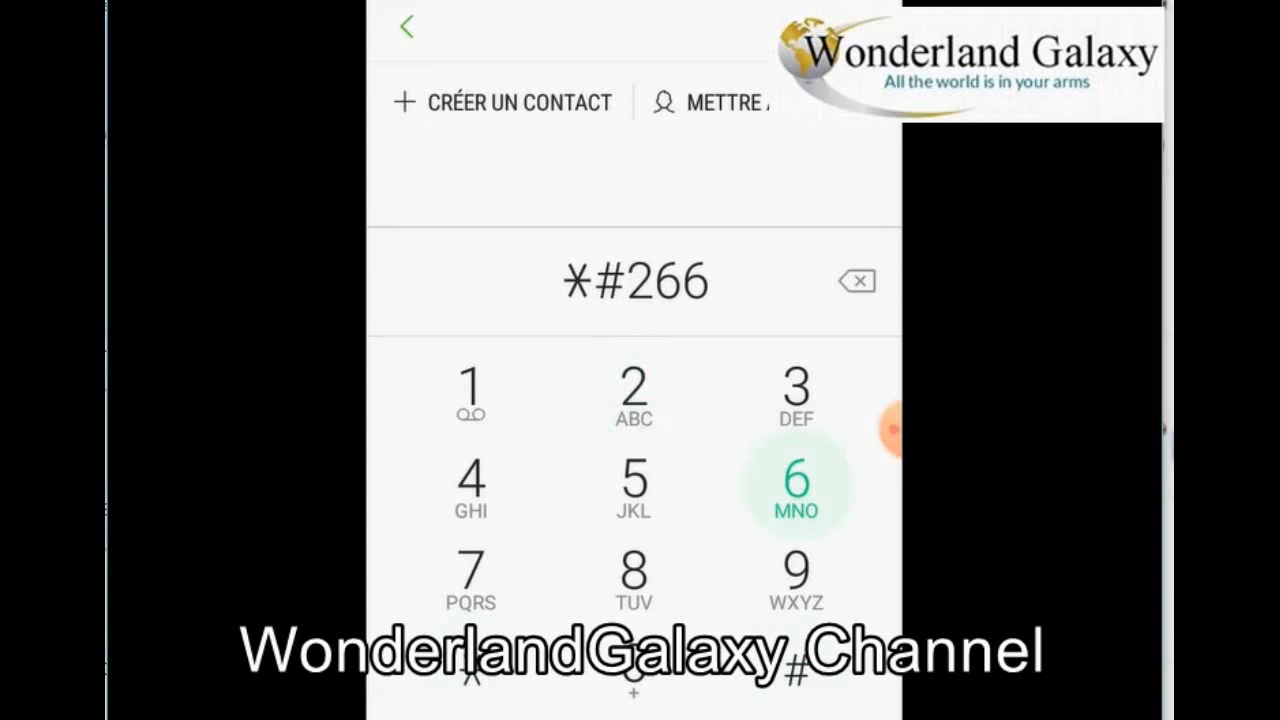 Wonderland Galaxy
All the world is in your arms
+ CRÉER UN CONTACT
METTRE
*#266
1 2 3
ABC DEF
4 5 6
GHI JKL MNO
7 8 9
PQRS TUV WXYZ
WonderlandGalaxy Channel
* #
+